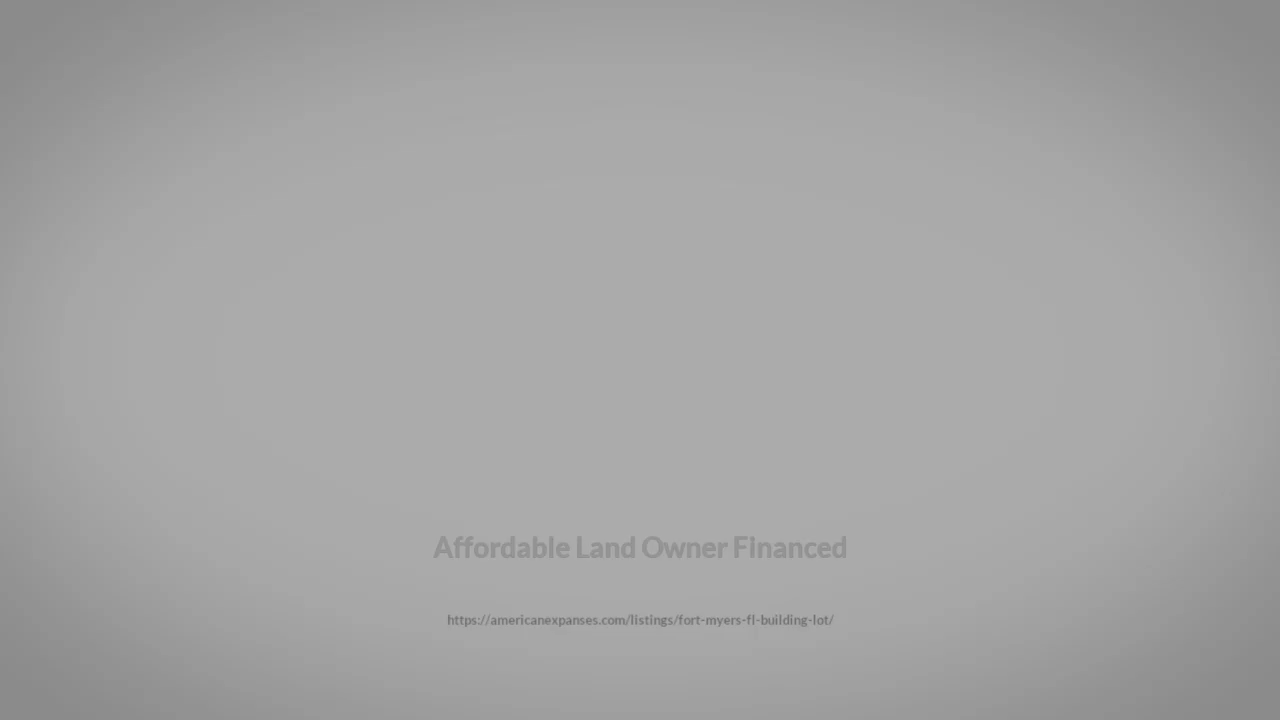 Affordable Land Owner Financed
https://americanexpanses.com/listings/fort-myers-fl-building-lot/